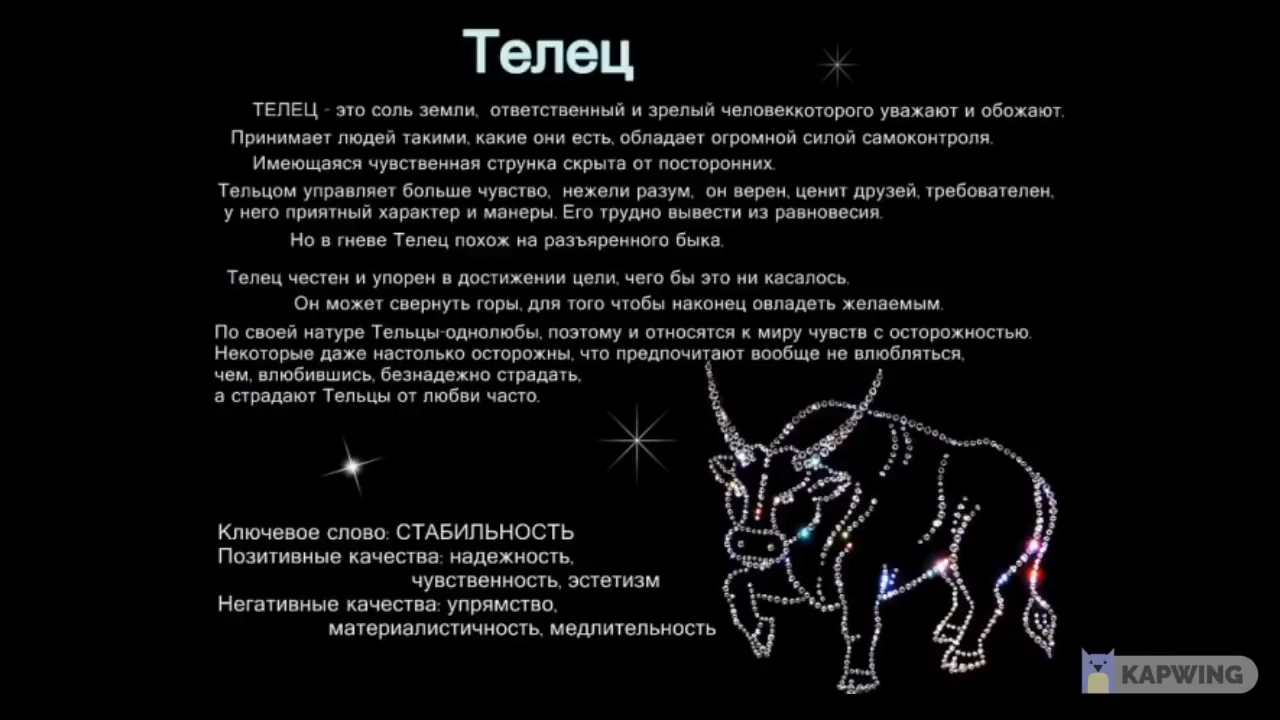 Телец
ТЕЛЕЦ - это соль земли, ответственный и зрелый человек,которого уважают и обожают.
Принимает людей такими, какие они есть, обладает огромной силой самоконтроля.
Имеющаяся чувственная струнка скрыта от посторонних.
Тельцом управляет больше чувство, нежели разум, он верен, ценит друзей, требователен,
у него приятный характер и манеры. Его трудно вывести из равновесия.
Но в гневе Телец похож на разъяренного быка.
Телец честен и упорен в достижении цели, чего бы это ни касалось.
Он может свернуть горы, для того чтобы наконец овладеть желаемым.
По своей натуре Тельцы-однолюбы, поэтому и относятся к миру чувств с осторожностью.
Некоторые даже настолько осторожны, что предпочитают вообще не влюбляться,
чем, влюбившись, безнадежно страдать,
а страдают Тельцы от любви часто.
Ключевое слово: СТАБИЛЬНОСТЬ
Позитивные качества: надежность,
чувственность, эстетизм
Негативные качества: упрямство,
материалистичность, медлительность
KAPWING